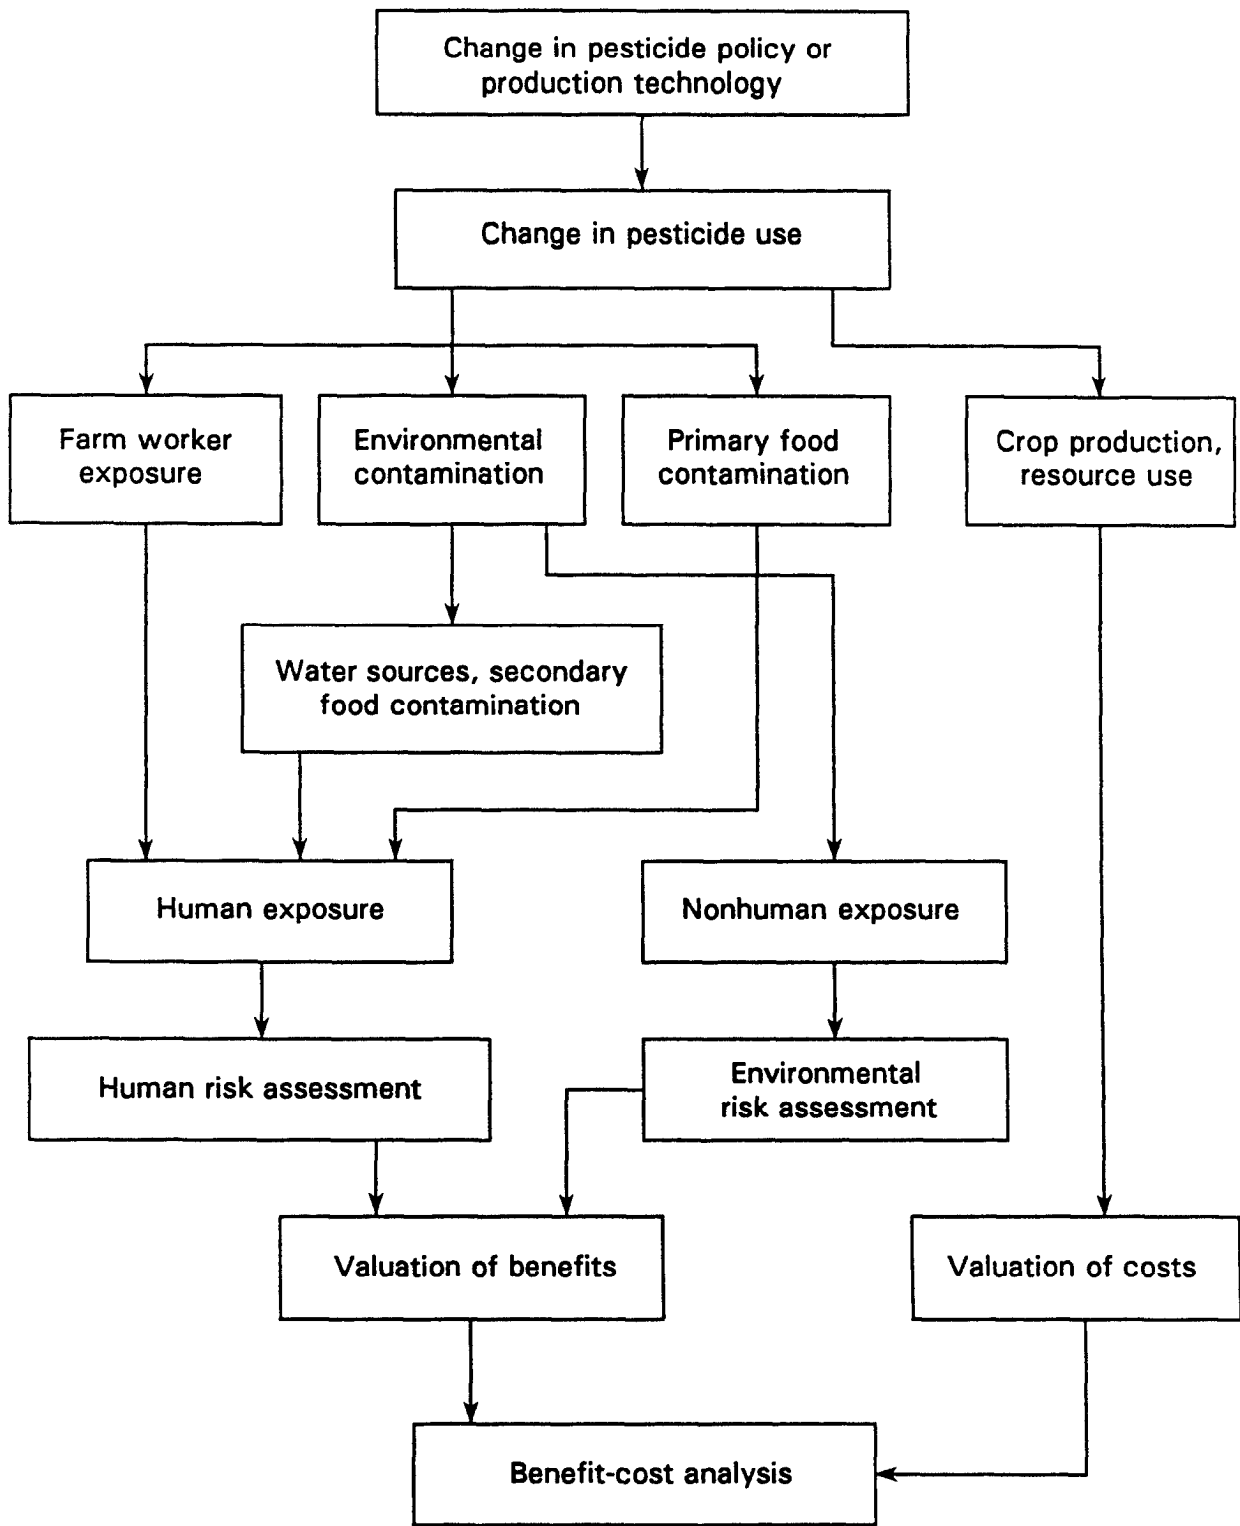 Change in pesticide policy or
production technology
Change in pesticide use
Farm worker
exposure
Environmental
contamination
Primary food
contamination
Crop production,
resource use
Water sources, secondary
food contamination
Human exposure
Nonhuman exposure
Human risk assessment
Environmental
risk assessment
Valuation of benefits
Valuation of costs
Benefit-cost analysis